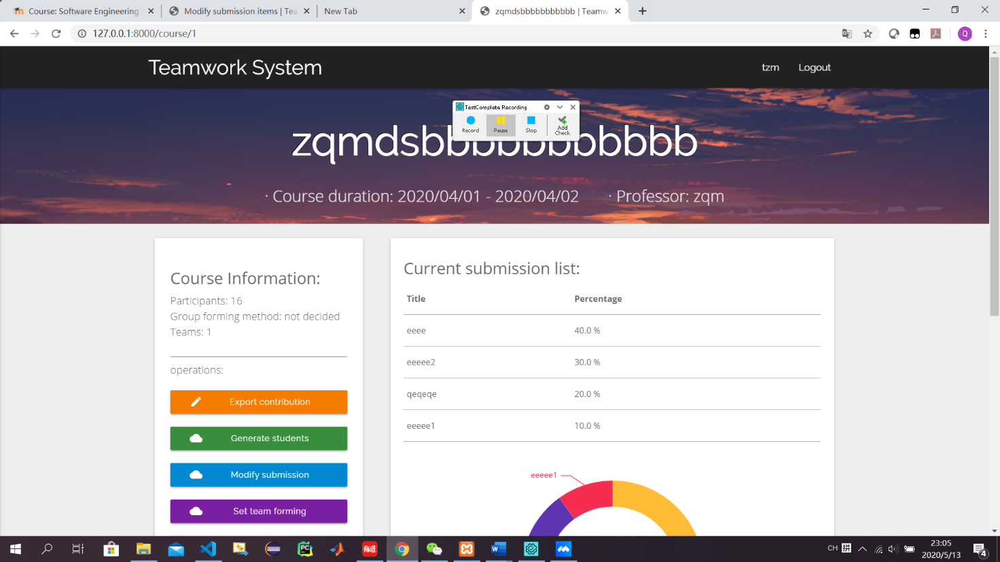 Course: Software Engineering
Modify submission items | Tea
New Tab
zqmdsbbbbbbbbbbb | Teamw
127.0.0.1:8000/course/1
Q
Teamwork System
tzm
Logout
TestComplete Recording
Record
Pause
Stop
Add
Check
zqmdsbbbbbbbbbbb
· Course duration: 2020/04/01 - 2020/04/02
· Professor: zqm
Course Information:
Participants: 16
Group forming method: not decided
Teams: 1
operations:
Export contribution
Generate students
Modify submission
Set team forming
Current submission list:
Title Percentage
eeee 40.0 %
eeeee2 30.0 %
qeqeqe 20.0 %
eeeee1 10.0 %
eeeee1
PC
W
CH
拼
23:05
2020/5/13
4